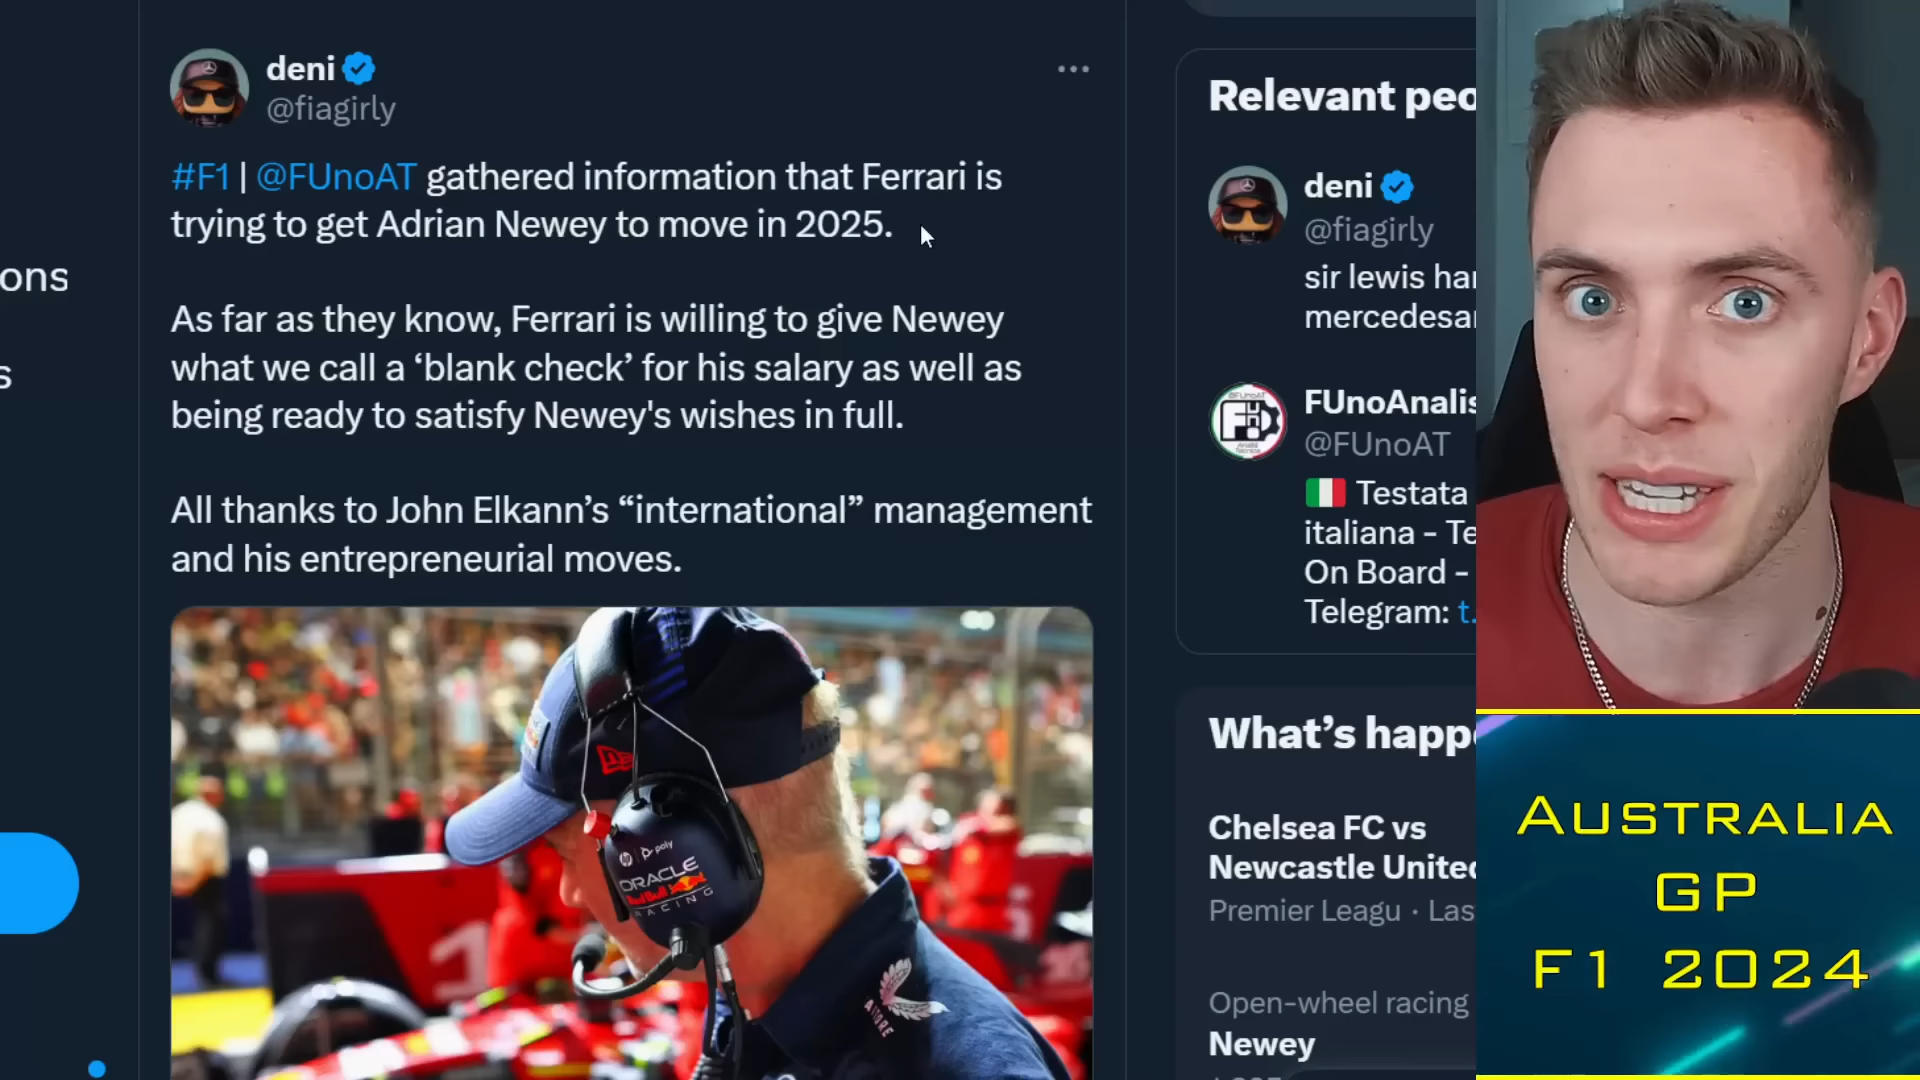 deni
@fiagirly
#F1 | @FUnoAT gathered information that Ferrari is
trying to get Adrian Newey to move in 2025.
As far as they know, Ferrari is willing to give Newey
what we call a ‘blank check’ for his salary as well as
being ready to satisfy Newey's wishes in full.
All thanks to John Elkann’s “international” management
and his entrepreneurial moves.
hp poly
ORACLE
Red Bull
RACING
ons
s
Relevant peo
deni
@fiagirly
sir lewis ha
mercedesa
FUnoAnalis
@FUnoAT
Testata
italiana - Te
On Board -
Telegram: t.
What’s happ
Chelsea FC vs
Newcastle Unite
Premier Leagu · Las
Open-wheel racing
Newey
AUSTRALIA
GP
F1 2024